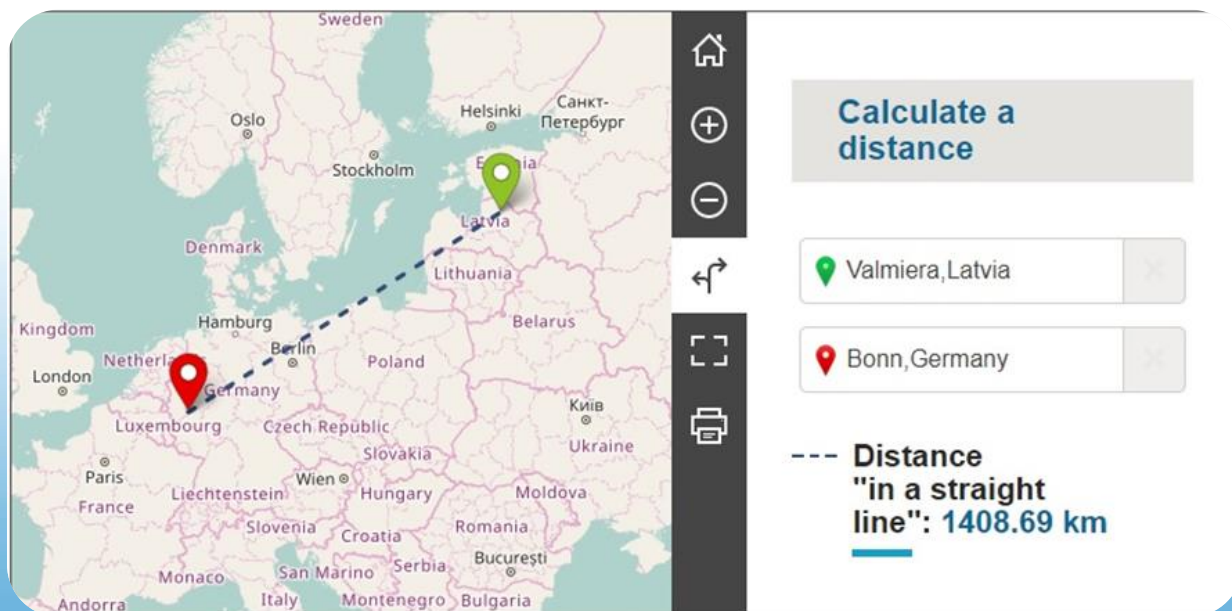 Sweden
Helsinki
Санкт-
Петербург
Oslo
Stockholm
Latvia
Denmark
Lithuania
Kingdom
Hamburg
Belarus
Berlin
Poland
London
Germany
Київ
Luxembourg
Czech Republic
Ukraine
Slovakia
Paris
Wien
Liechtenstein
Hungary
Moldova
France
Slovenia
Croatia
Romania
București
Monaco
San Marino
Serbia
Andorra
Italy
Montenegro
Bulgaria
Calculate a
distance
Valmiera,Latvia
Bonn,Germany
Distance
"in a straight
line": 1408.69 km